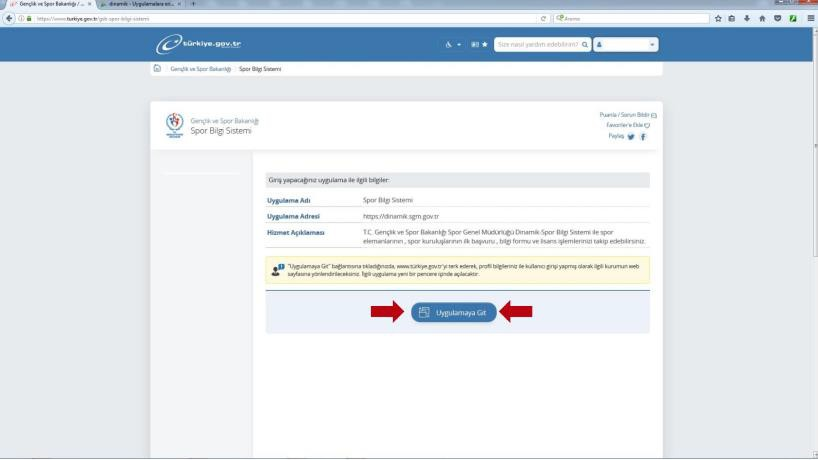 Gençlik ve Spor Bakanlığı / ... ×
dinamik - Uygulamalara eri... ×
https://www.turkiye.gov.tr/gsb-spor-bilgi-sistemi
Arama
türkiye.gov.tr
Size nasıl yardım edebilirim?
Gençlik ve Spor Bakanlığı Spor Bilgi Sistemi
Gençlik ve Spor Bakanlığı
Spor Bilgi Sistemi
Puanla / Sorun Bildir
Favorilere Ekle
Paylaş
Giriş yapacağınız uygulama ile ilgili bilgiler:
Uygulama Adı Spor Bilgi Sistemi
Uygulama Adresi https://dinamik.sgm.gov.tr
Hizmet Açıklaması T.C. Gençlik ve Spor Bakanlığı Spor Genel Müdürlüğü Dinamik-Spor Bilgi Sistemi ile spor
elemanlarının , spor kuruluşlarının ilk başvuru , bilgi formu ve lisans işlemlerinizi takip edebilirsiniz.
"Uygulamaya Git" bağlantısına tıkladığınızda, www.turkiye.gov.tr'yi terk ederek, profil bilgileriniz ile kullanıcı girişi yapmış olarak ilgili kurumun web
sayfasına yönlendirileceksiniz. İlgili uygulama yeni bir pencere içinde açılacaktır.
Uygulamaya Git